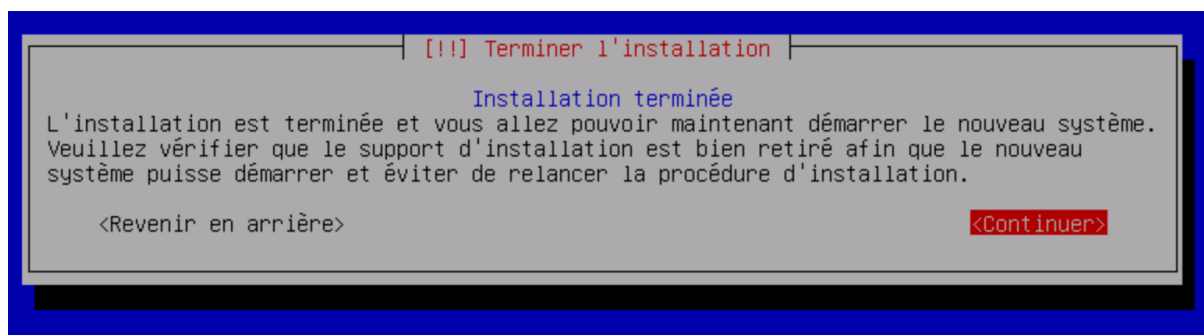 [!!] Terminer l'installation
Installation terminée
L'installation est terminée et vous allez pouvoir maintenant démarrer le nouveau système.
Veuillez vérifier que le support d'installation est bien retiré afin que le nouveau
système puisse démarrer et éviter de relancer la procédure d'installation.
<Revenir en arrière> <Continuer>